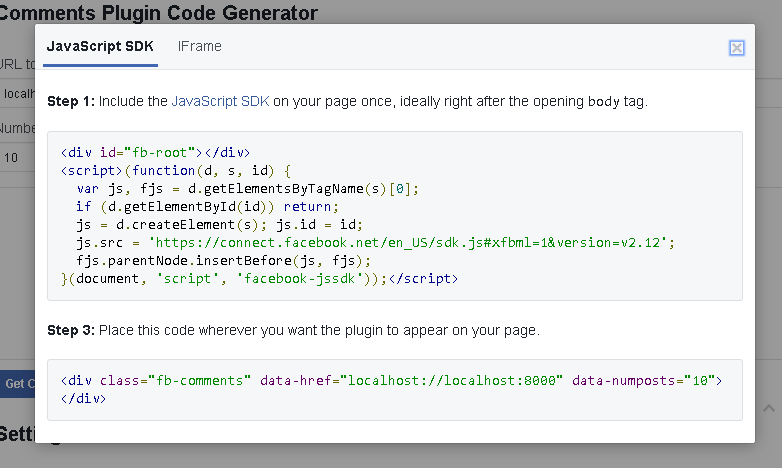 Comments Plugin Code Generator
JavaScript SDK IFrame
URL to
localh
Numbe
10
Step 1: Include the JavaScript SDK on your page once, ideally right after the opening body tag.
<div id="fb-root"></div>
<script>(function(d, s, id) {
  var js, fjs = d.getElementsByTagName(s)[0];
  if (d.getElementById(id)) return;
  js = d.createElement(s); js.id = id;
  js.src = 'https://connect.facebook.net/en_US/sdk.js#xfbml=1&version=v2.12';
  fjs.parentNode.insertBefore(js, fjs);
}(document, 'script', 'facebook-jssdk'));</script>
Step 3: Place this code wherever you want the plugin to appear on your page.
<div class="fb-comments" data-href="localhost://localhost:8000" data-numposts="10">
</div>
Get C
Setting